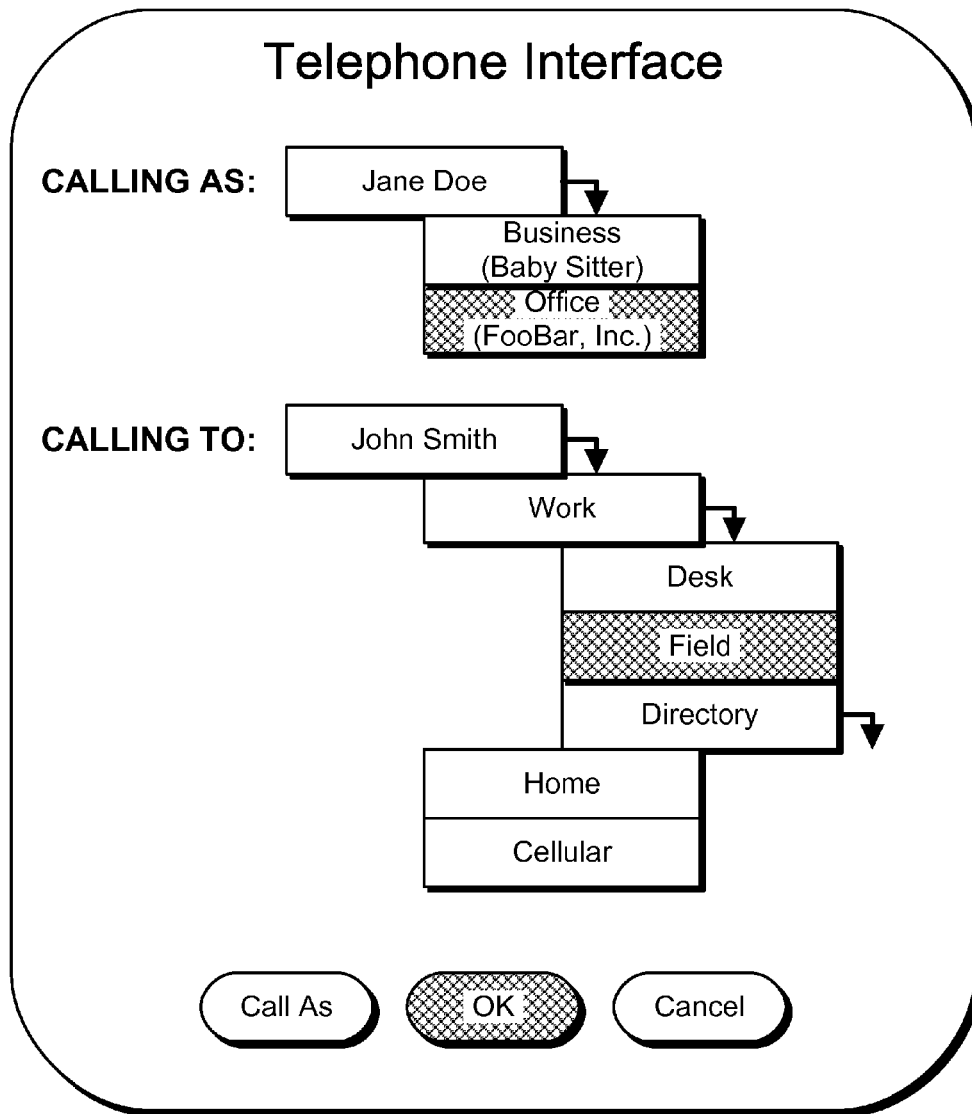 Telephone Interface
CALLING AS:
Jane Doe
Business
(Baby Sitter)
Office
(FooBar, Inc.)
CALLING TO:
John Smith
Work
Desk
Field
Directory
Home
Cellular
Call As
OK
Cancel